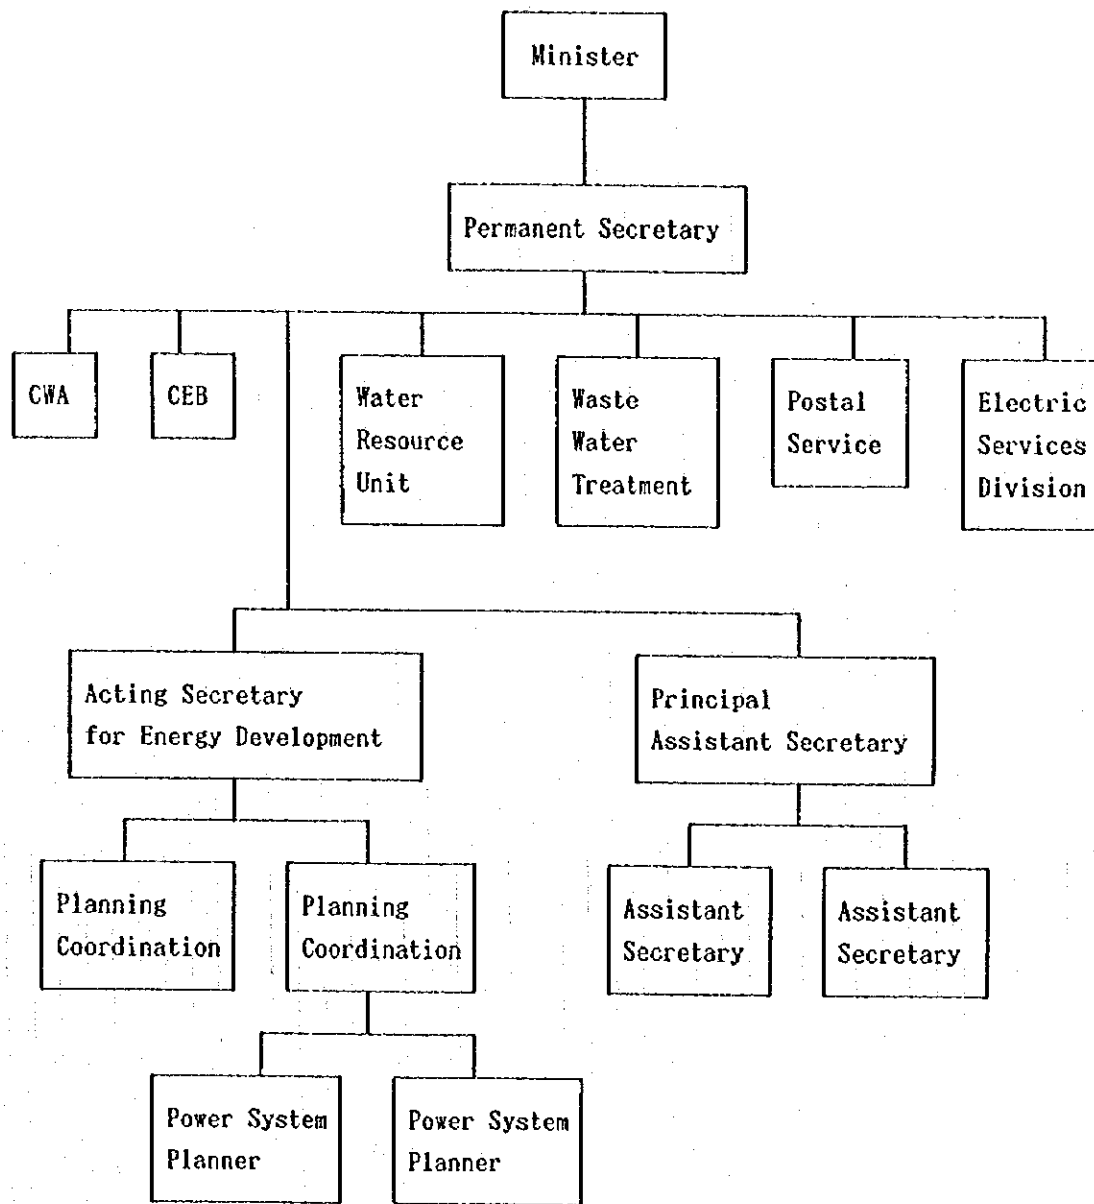 Minister
Permanent Secretary
CWA
CEB
Water
Resource
Unit
Waste
Water
Treatment
Postal
Service
Electric
Services
Division
Acting Secretary
for Energy Development
Principal
Assistant Secretary
Planning
Coordination
Planning
Coordination
Assistant
Secretary
Assistant
Secretary
Power System
Planner
Power System
Planner